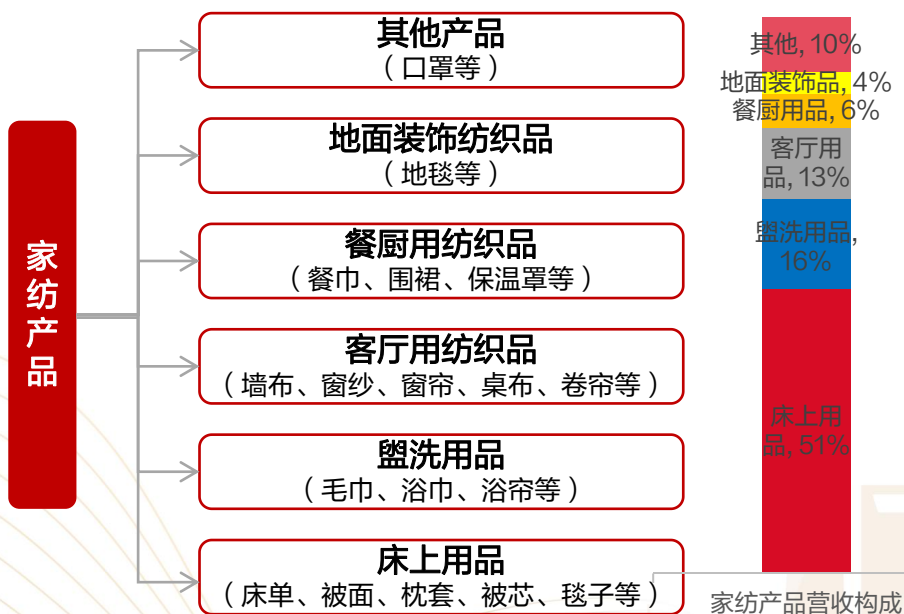 家纺产品
其他产品
（口罩等）
地面装饰纺织品
（地毯等）
餐厨用纺织品
（餐巾、围裙、保温罩等）
客厅用纺织品
（墙布、窗纱、窗帘、桌布、卷帘等）
盥洗用品
（毛巾、浴巾、浴帘等）
床上用品
（床单、被面、枕套、被芯、毯子等）
其他, 10%
地面装饰品, 4%
餐厨用品, 6%
客厅用
品, 13%
盥洗用品,
16%
床上用
品, 51%
家纺产品营收构成